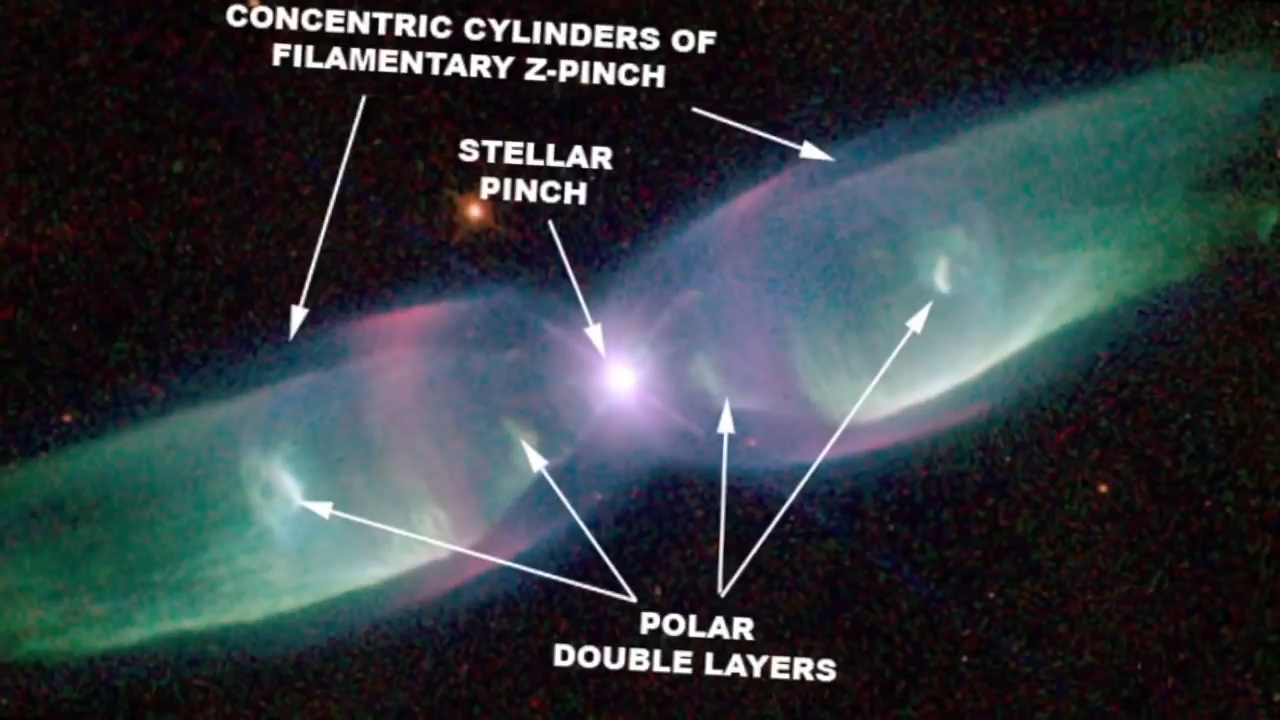 CONCENTRIC CYLINDERS OF
FILAMENTARY Z-PINCH
STELLAR
PINCH
POLAR
DOUBLE LAYERS